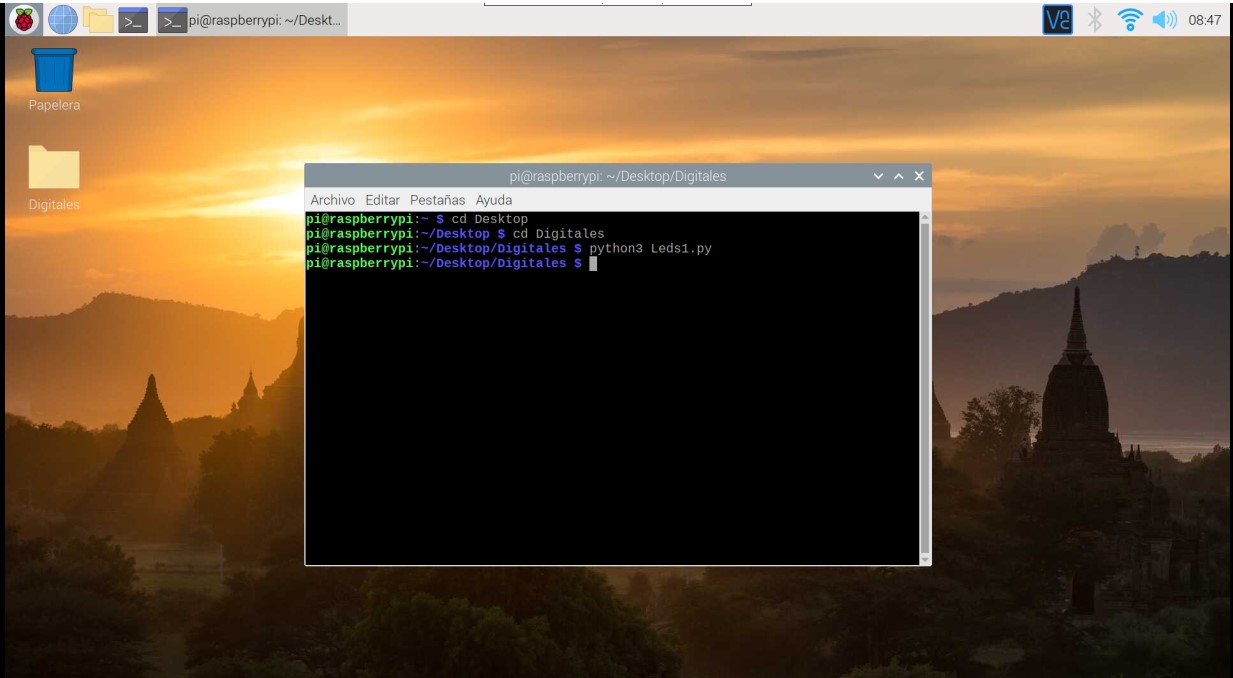 pi@raspberrypi: ~/Deskt...
08:47
Papelera
Digitales
pi@raspberrypi: ~/Desktop/Digitales
Archivo Editar Pestañas Ayuda
pi@raspberrypi:~ $ cd Desktop
pi@raspberrypi:~/Desktop $ cd Digitales
pi@raspberrypi:~/Desktop/Digitales $ python3 Leds1.py
pi@raspberrypi:~/Desktop/Digitales $